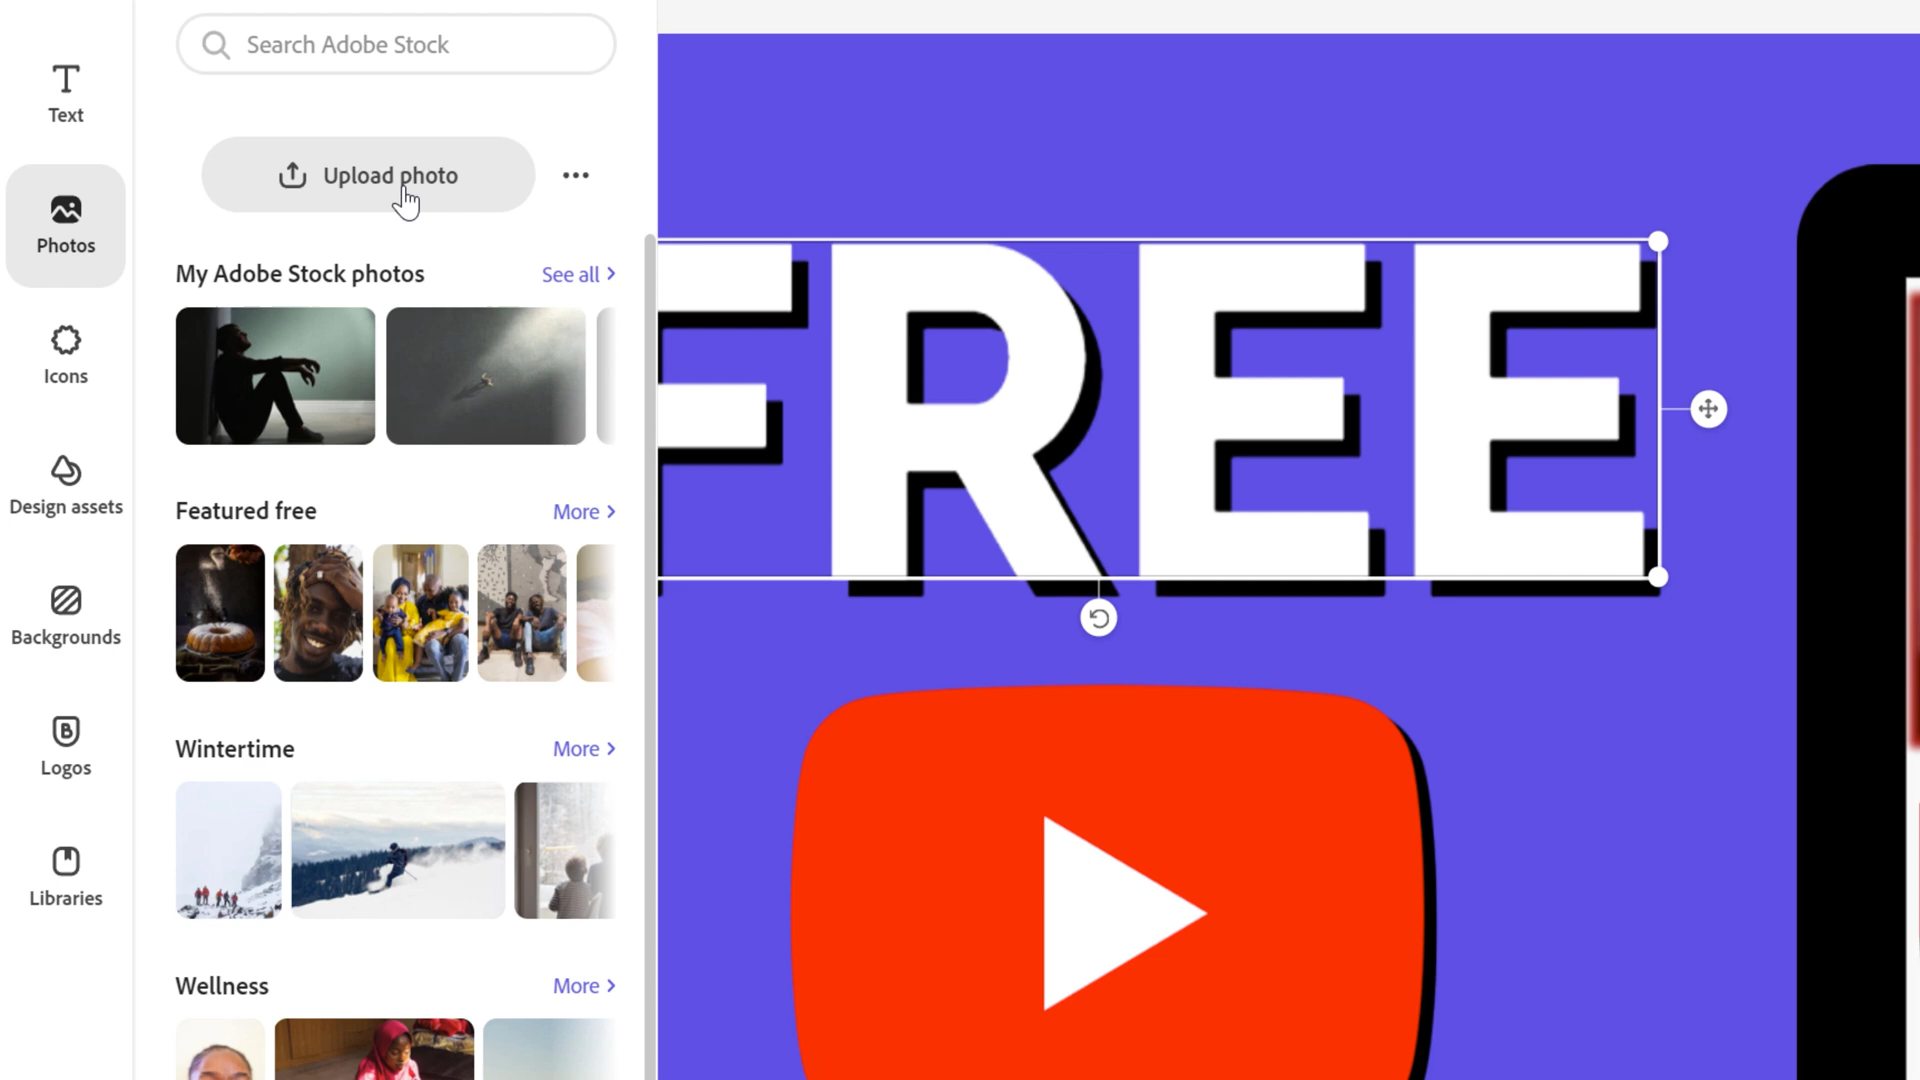 Search Adobe Stock
Text
Upload photo
Photos
My Adobe Stock photos See all
FREE
Icons
Featured free More
Design assets
Backgrounds
Wintertime More
Logos
Libraries
Wellness More